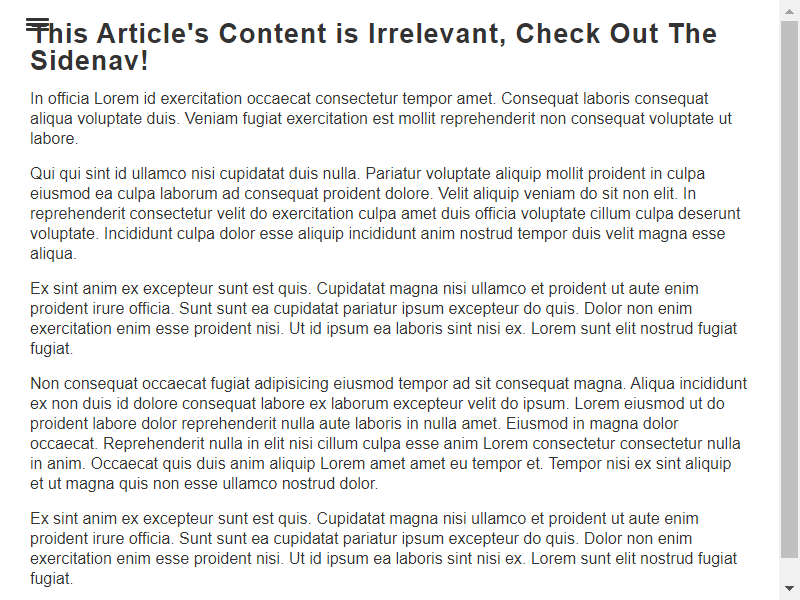 This Article's Content is Irrelevant, Check Out The
Sidenav!
In officia Lorem id exercitation occaecat consectetur tempor amet. Consequat laboris consequat
aliqua voluptate duis. Veniam fugiat exercitation est mollit reprehenderit non consequat voluptate ut
labore.
Qui qui sint id ullamco nisi cupidatat duis nulla. Pariatur voluptate aliquip mollit proident in culpa
eiusmod ea culpa laborum ad consequat proident dolore. Velit aliquip veniam do sit non elit. In
reprehenderit consectetur velit do exercitation culpa amet duis officia voluptate cillum culpa deserunt
voluptate. Incididunt culpa dolor esse aliquip incididunt anim nostrud tempor duis velit magna esse
aliqua.
Ex sint anim ex excepteur sunt est quis. Cupidatat magna nisi ullamco et proident ut aute enim
proident irure officia. Sunt sunt ea cupidatat pariatur ipsum excepteur do quis. Dolor non enim
exercitation enim esse proident nisi. Ut id ipsum ea laboris sint nisi ex. Lorem sunt elit nostrud fugiat
fugiat.
Non consequat occaecat fugiat adipisicing eiusmod tempor ad sit consequat magna. Aliqua incididunt
ex non duis id dolore consequat labore ex laborum excepteur velit do ipsum. Lorem eiusmod ut do
proident labore dolor reprehenderit nulla aute laboris in nulla amet. Eiusmod in magna dolor
occaecat. Reprehenderit nulla in elit nisi cillum culpa esse anim Lorem consectetur consectetur nulla
in anim. Occaecat quis duis anim aliquip Lorem amet amet eu tempor et. Tempor nisi ex sint aliquip
et ut magna quis non esse ullamco nostrud dolor.
Ex sint anim ex excepteur sunt est quis. Cupidatat magna nisi ullamco et proident ut aute enim
proident irure officia. Sunt sunt ea cupidatat pariatur ipsum excepteur do quis. Dolor non enim
exercitation enim esse proident nisi. Ut id ipsum ea laboris sint nisi ex. Lorem sunt elit nostrud fugiat
fugiat.